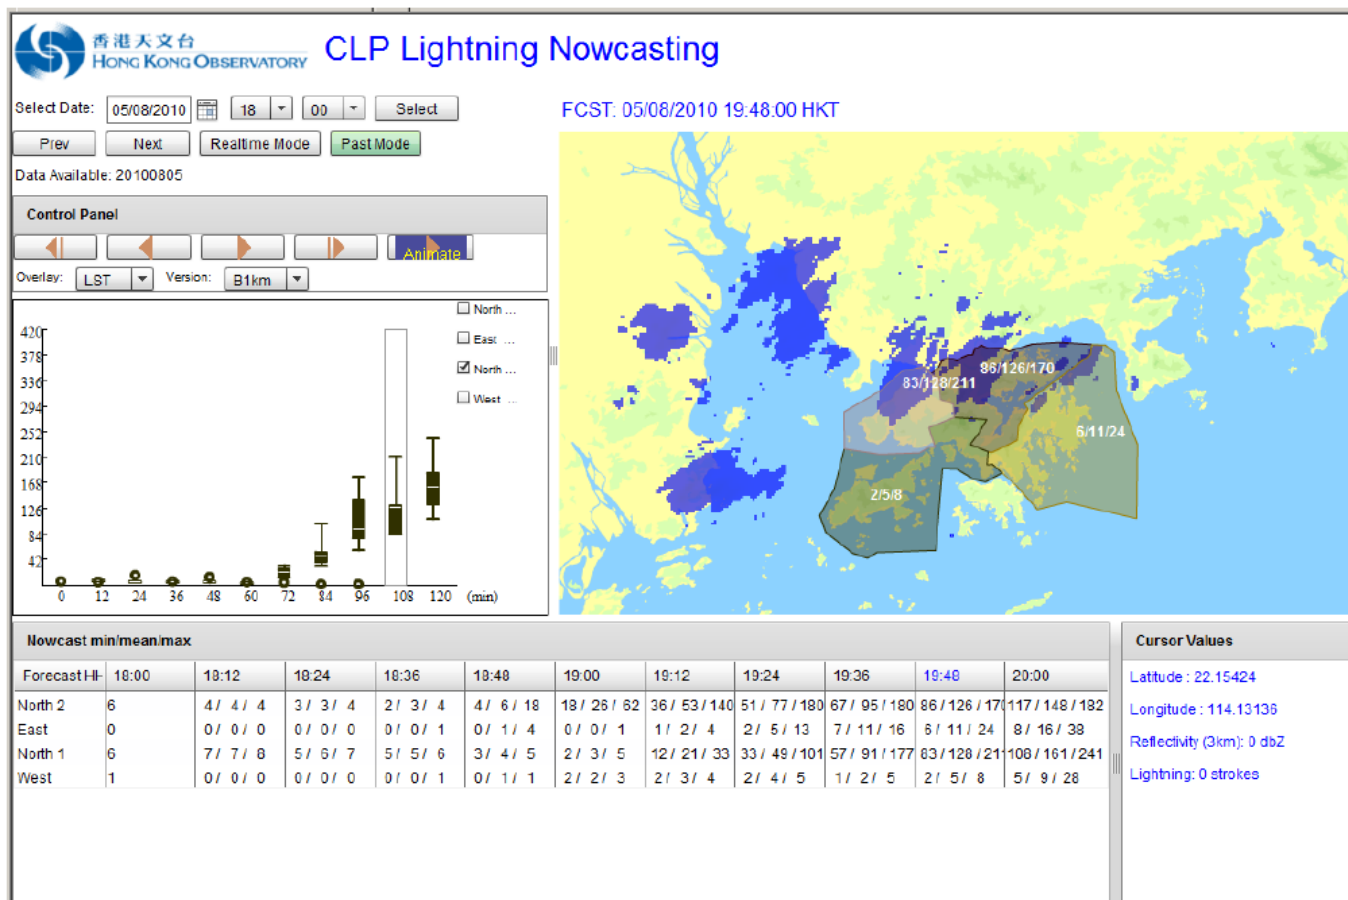 香港天文台
HONG KONG OBSERVATORY
CLP Lightning Nowcasting
Select Date: 05/08/2010 18 00 Select
Prev Next Realtime Mode Past Mode
Data Available: 20100805
Control Panel
Animate
Overlay: LST Version: B1km
North ...
East ...
North ...
West ...
420
378
336
294
252
210
168
126
84
42
0 12 24 36 48 60 72 84 96 108 120 (min)
FCST: 05/08/2010 19:48:00 HKT
86/126/170
83/128/211
6/11/24
2/5/8
Nowcast min/mean/max
Forecast HH 18:00 18:12 18:24 18:36 18:48 19:00 19:12 19:24 19:36 19:48 20:00
North 2 6 4/ 4/ 4 3/ 3/ 4 2/ 3/ 4 4/ 6/ 18 18/ 26/ 62 36/ 53/140 51/ 77/180 67/ 95/180 86/126/170 117/148/182
East 0 0/ 0/ 0 0/ 0/ 0 0/ 0/ 1 0/ 1/ 4 0/ 0/ 1 1/ 2/ 4 2/ 5/ 13 7/ 11/ 16 6/ 11/ 24 8/ 16/ 38
North 1 6 7/ 7/ 8 5/ 6/ 7 5/ 5/ 6 3/ 4/ 5 2/ 3/ 5 12/ 21/ 33 33/ 49/101 57/ 91/177 83/128/21 108/161/241
West 1 0/ 0/ 0 0/ 0/ 0 0/ 0/ 1 0/ 1/ 1 2/ 2/ 3 2/ 3/ 4 2/ 4/ 5 1/ 2/ 5 2/ 5/ 8 5/ 9/ 28
Cursor Values
Latitude : 22.15424
Longitude : 114.13136
Reflectivity (3km): 0 dbZ
Lightning: 0 strokes